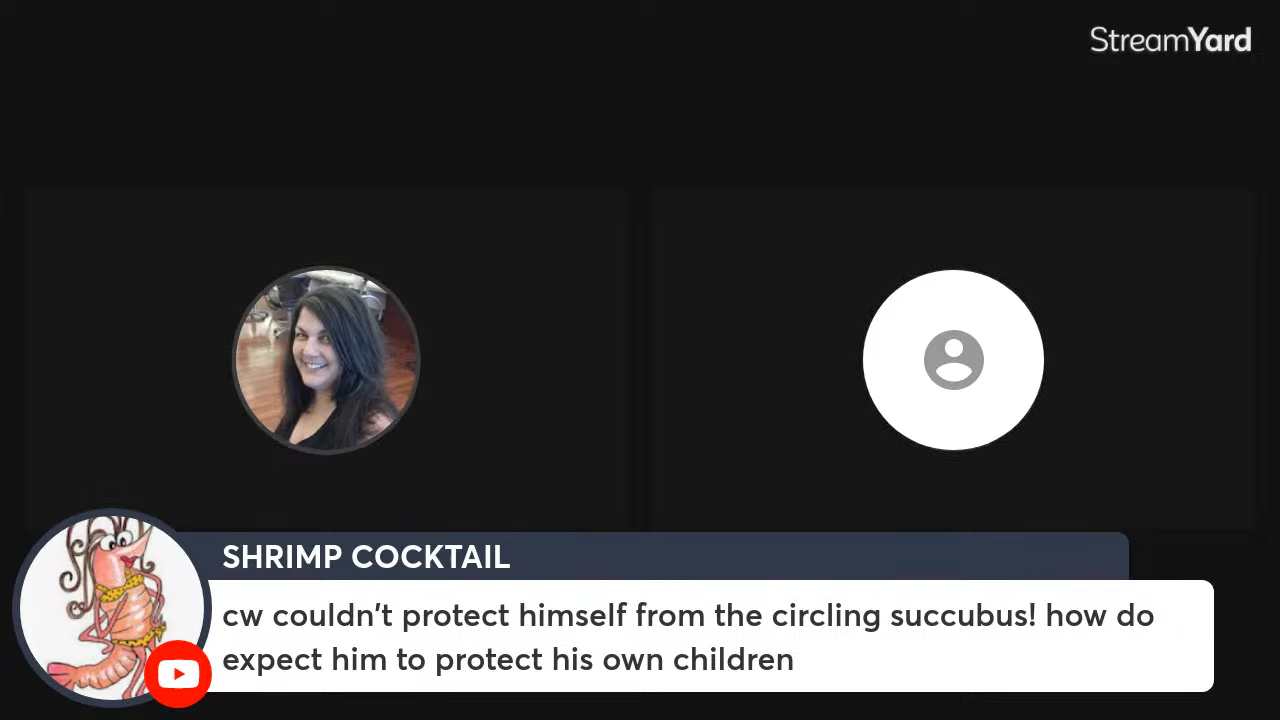 StreamYard
SHRIMP COCKTAIL
cw couldn't protect himself from the circling succubus! how do
expect him to protect his own children